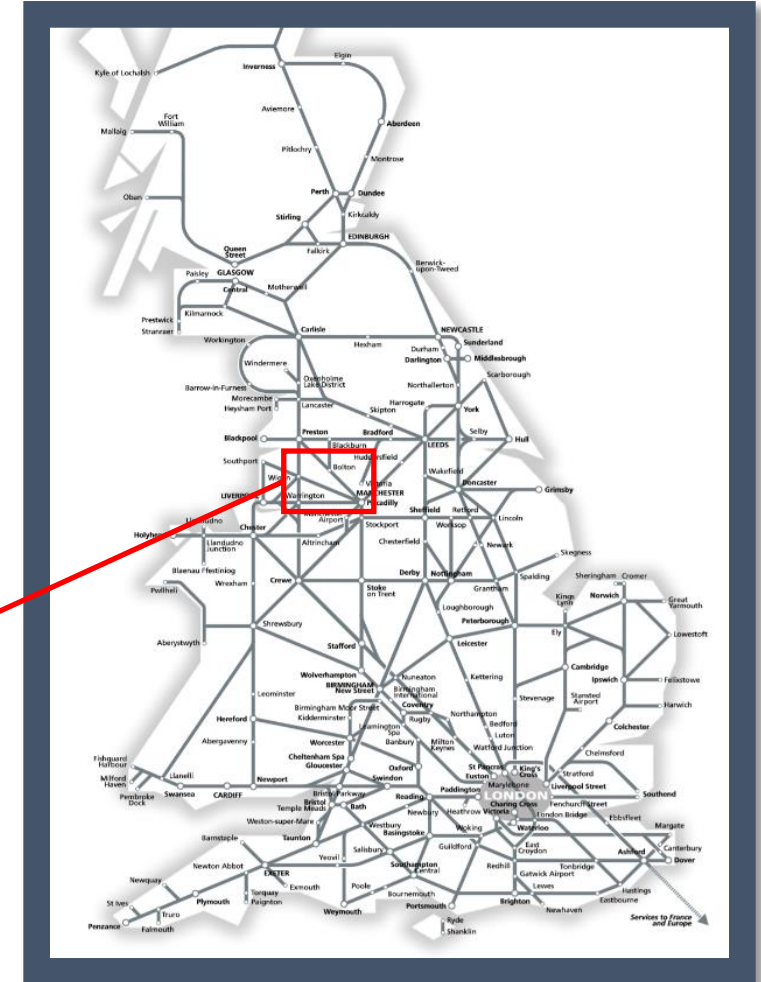 Elgin
Inverness
Kyle of Lochalsh
Aviemore
Fort
William
Mallaig
Aberdeen
Pitlochry
Montrose
Perth
Dundee
Oban
Stirling
Kirkcaldy
EDINBURGH
Queen
Street
Falkirk
Berwick-
upon-Tweed
Paisley
GLASGOW
Central
Motherwell
Prestwick
Kilmarnock
Stranraer
Carlisle
NEWCASTLE
Workington
Hexham
Durham
Sunderland
Darlington
Middlesbrough
Windermere
Scarborough
Oxenholme
Lake District
Northallerton
Barrow-in-Furness
Morecambe
Heysham Port
Lancaster
Harrogate
Skipton
York
Blackpool
Preston
Bradford
Selby
Blackburn
LEEDS
Hull
Southport
Huddersfield
Bolton
Wakefield
Wigan
Victoria
Doncaster
LIVERPOOL
Warrington
MANCHESTER
Piccadilly
Grimsby
Sheffield
Retford
Llandudno
Manchester
Airport
Stockport
Worksop
Lincoln
Holyhead
Chester
Llandudno
Junction
Altrincham
Chesterfield
Newark
Skegness
Blaenau Ffestiniog
Wrexham
Crewe
Derby
Nottingham
Spalding
Sheringham
Cromer
Pwllheli
Stoke
on Trent
Grantham
Kings
Lynn
Norwich
Great
Yarmouth
Loughborough
Shrewsbury
Peterborough
Aberystwyth
Stafford
Leicester
Ely
Lowestoft
Wolverhampton
Nuneaton
Kettering
Cambridge
BIRMINGHAM
New Street
Birmingham
International
Ipswich
Felixstowe
Leominster
Coventry
Stevenage
Stansted
Airport
Birmingham Moor Street
Harwich
Kidderminster
Rugby
Northampton
Hereford
Leamington
Spa
Bedford
Colchester
Abergavenny
Worcester
Banbury
Milton
Keynes
Luton
Watford Junction
Chelmsford
Cheltenham Spa
Gloucester
Oxford
St Pancras
King's
Cross
Fishguard
Harbour
Euston
Stratford
Milford
Haven
Llanelli
Newport
Swindon
Marylebone
Liverpool Street
Pembroke
Dock
Swansea
CARDIFF
Bristol Parkway
Reading
Paddington
LONDON
Southend
Bristol
Temple Meads
Bath
Charing Cross
Fenchurch Street
Newbury
Heathrow
Victoria
London Bridge
Ebbsfleet
Weston-super-Mare
Westbury
Basingstoke
Woking
Waterloo
Margate
Barnstaple
Taunton
Salisbury
Guildford
East
Croydon
Canterbury
Yeovil
Ashford
Dover
Newton Abbot
EXETER
Southampton
Central
Redhill
Tonbridge
Gatwick Airport
Newquay
Exmouth
Poole
Lewes
Hastings
Torquay
Paignton
Bournemouth
Eastbourne
St Ives
Plymouth
Weymouth
Portsmouth
Brighton
Newhaven
Truro
Ryde
Services to France
and Europe
Penzance
Falmouth
Shanklin